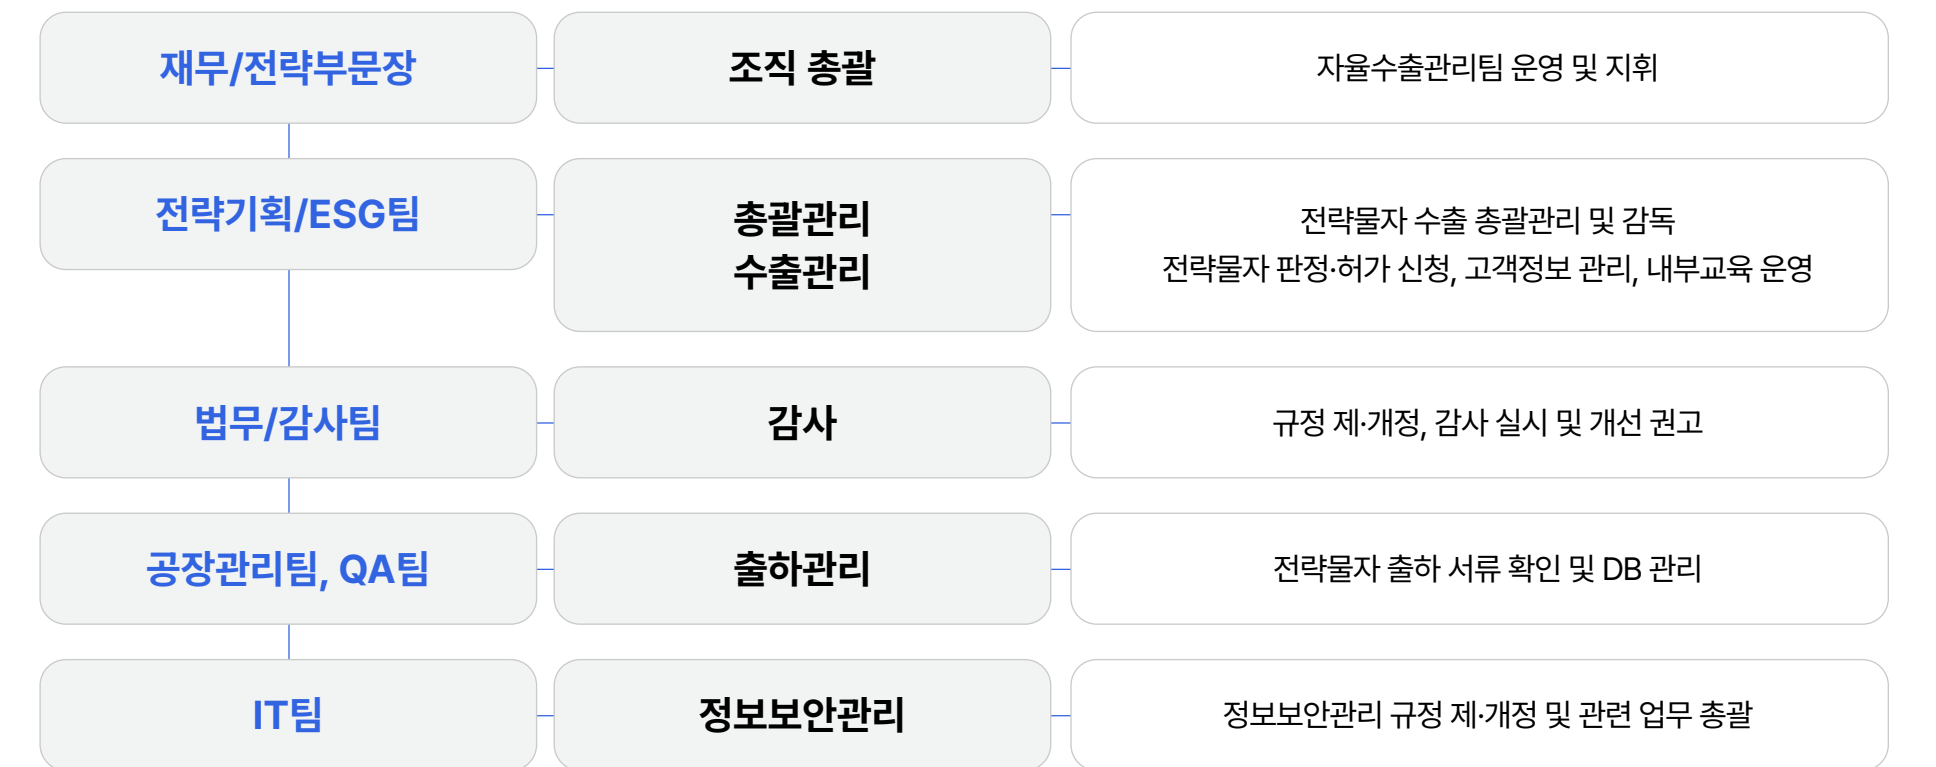 재무/전략부문장
조직 총괄
자율수출관리팀 운영 및 지휘
전략기획/ESG팀
총괄관리
수출관리
전략물자 수출 총괄관리 및 감독
전략물자 판정·허가 신청, 고객정보 관리, 내부교육 운영
법무/감사팀
감사
규정 제·개정, 감사 실시 및 개선 권고
공장관리팀, QA팀
출하관리
전략물자 출하 서류 확인 및 DB 관리
IT팀
정보보안관리
정보보안관리 규정 제·개정 및 관련 업무 총괄